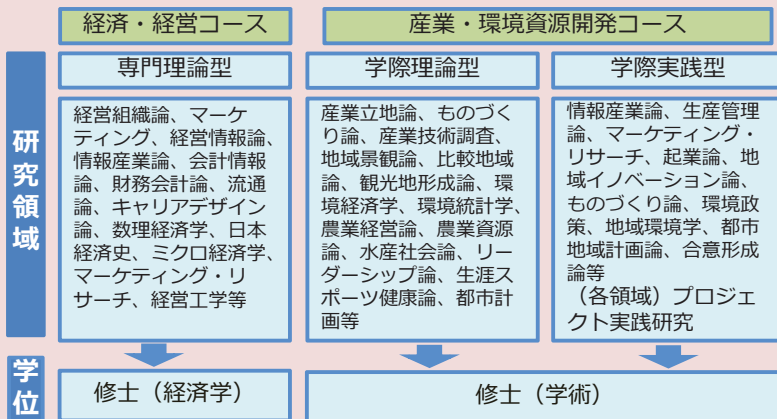 経済・経営コース
産業・環境資源開発コース
研究領域
専門理論型
経営組織論、マーケ
ティング、経営情報論、
情報産業論、会計情報
論、財務会計論、流通
論、キャリアデザイン
論、数理経済学、日本
経済史、ミクロ経済学、
マーケティング・リ
サーチ、経営工学等
学際理論型
産業立地論、ものづく
り論、産業技術調査、
地域景観論、比較地域
論、観光地形成論、環
境経済学、環境統計学、
農業経営論、農業資源
論、水産社会論、リー
ダーシップ論、生涯ス
ポーツ健康論、都市計
画等
学際実践型
情報産業論、生産管理
論、マーケティング・
リサーチ、起業論、地
域イノベーション論、
ものづくり論、環境政
策、地域環境学、都市
地域計画論、合意形成
論等
（各領域）プロジェ
クト実践研究
学位
修士（経済学）
修士（学術）